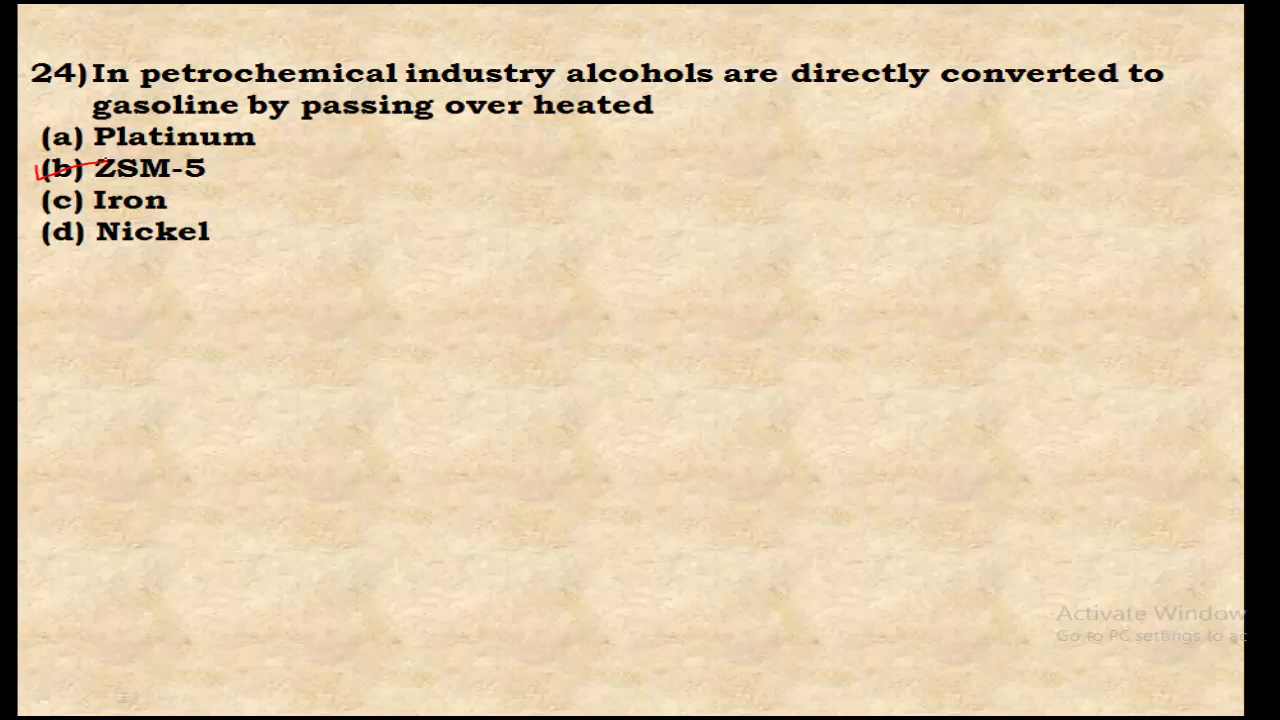 24) In petrochemical industry alcohols are directly converted to
gasoline by passing over heated
(a) Platinum
(b) ZSM-5
(c) Iron
(d) Nickel
Activate Window
Go to PC settings to ac